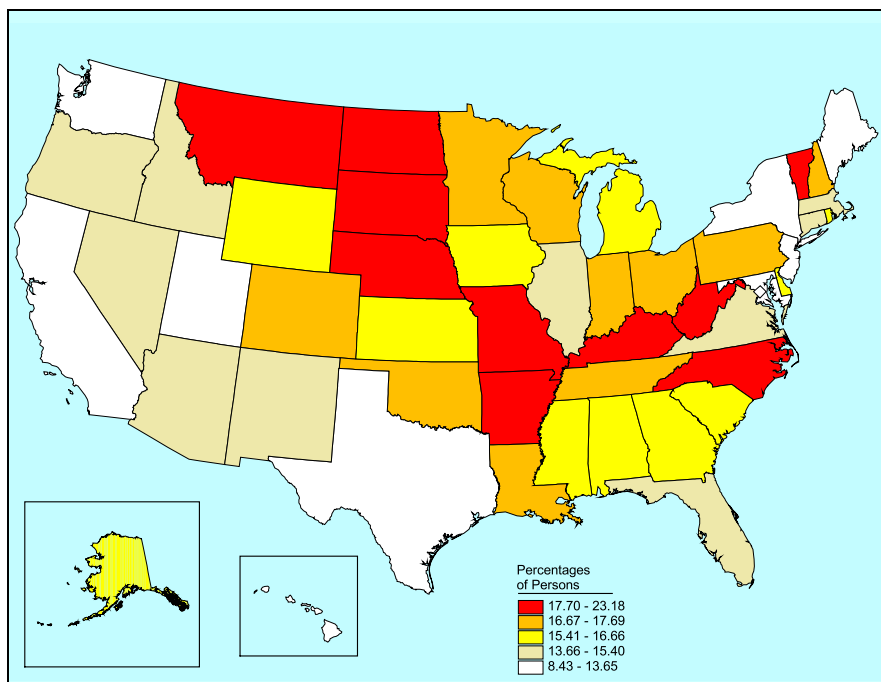 Percentages
of Persons
17.70 - 23.18
16.67 - 17.69
15.41 - 16.66
13.66 - 15.40
8.43 - 13.65